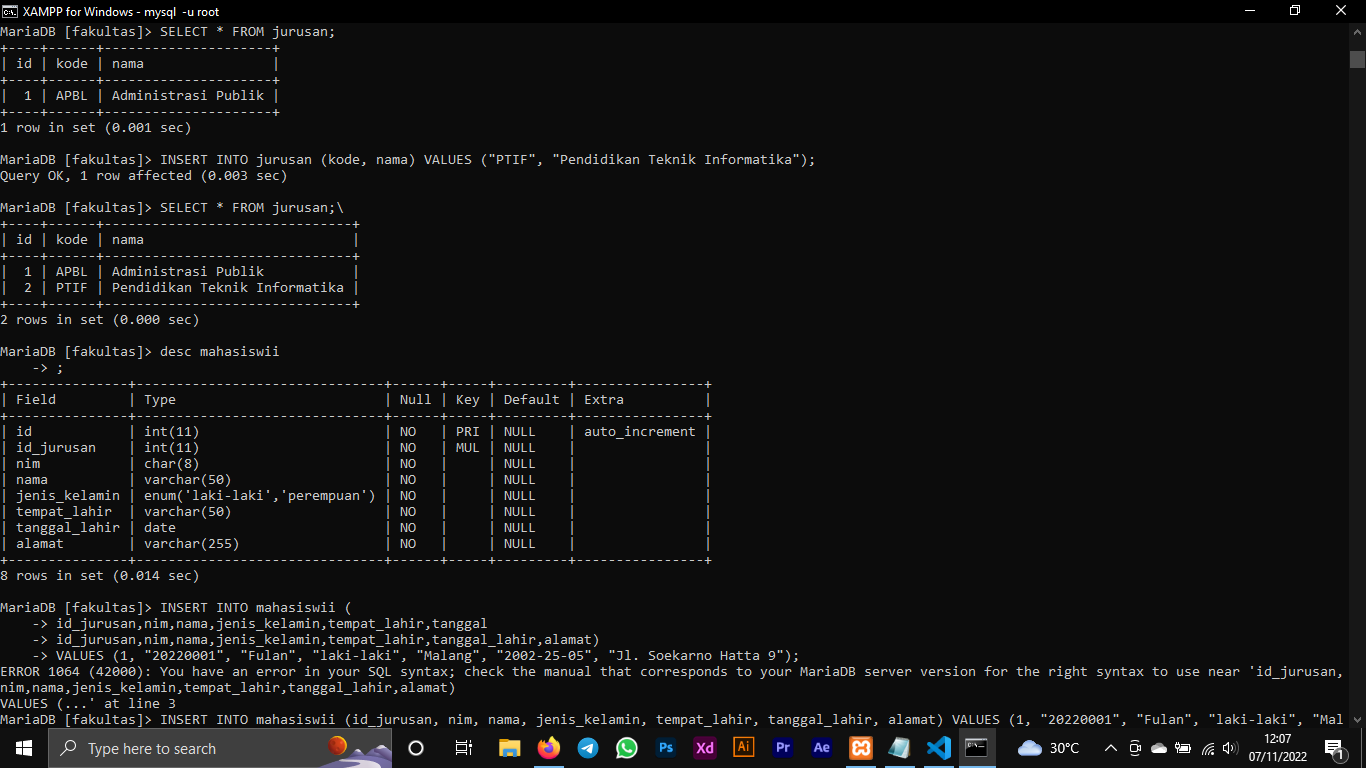 XAMPP for Windows - mysql -u root
MariaDB [fakultas]> SELECT * FROM jurusan;
+----+------+---------------------+
| id | kode | nama                |
+----+------+---------------------+
|  1 | APBL | Administrasi Publik |
+----+------+---------------------+
1 row in set (0.001 sec)
MariaDB [fakultas]> INSERT INTO jurusan (kode, nama) VALUES ("PTIF", "Pendidikan Teknik Informatika");
Query OK, 1 row affected (0.003 sec)
MariaDB [fakultas]> SELECT * FROM jurusan;\
+----+------+-------------------------------+
| id | kode | nama                          |
+----+------+-------------------------------+
|  1 | APBL | Administrasi Publik           |
|  2 | PTIF | Pendidikan Teknik Informatika |
+----+------+-------------------------------+
2 rows in set (0.000 sec)
MariaDB [fakultas]> desc mahasiswii
    -> ;
+---------------+-------------------------------+------+-----+---------+----------------+
| Field         | Type                          | Null | Key | Default | Extra          |
+---------------+-------------------------------+------+-----+---------+----------------+
| id            | int(11)                       | NO   | PRI | NULL    | auto_increment |
| id_jurusan    | int(11)                       | NO   | MUL | NULL    |                |
| nim           | char(8)                       | NO   |     | NULL    |                |
| nama          | varchar(50)                   | NO   |     | NULL    |                |
| jenis_kelamin | enum('laki-laki','perempuan') | NO   |     | NULL    |                |
| tempat_lahir  | varchar(50)                   | NO   |     | NULL    |                |
| tanggal_lahir | date                          | NO   |     | NULL    |                |
| alamat        | varchar(255)                  | NO   |     | NULL    |                |
+---------------+-------------------------------+------+-----+---------+----------------+
8 rows in set (0.014 sec)
MariaDB [fakultas]> INSERT INTO mahasiswii (
    -> id_jurusan,nim,nama,jenis_kelamin,tempat_lahir,tanggal
    -> id_jurusan,nim,nama,jenis_kelamin,tempat_lahir,tanggal_lahir,alamat)
    -> VALUES (1, "20220001", "Fulan", "laki-laki", "Malang", "2002-25-05", "Jl. Soekarno Hatta 9");
ERROR 1064 (42000): You have an error in your SQL syntax; check the manual that corresponds to your MariaDB server version for the right syntax to use near 'id_jurusan,
nim,nama,jenis_kelamin,tempat_lahir,tanggal_lahir,alamat)
VALUES (...' at line 3
MariaDB [fakultas]> INSERT INTO mahasiswii (id_jurusan, nim, nama, jenis_kelamin, tempat_lahir, tanggal_lahir, alamat) VALUES (1, "20220001", "Fulan", "laki-laki", "Mal
Type here to search
Ps
Xd
Ai
Pr
Ae
30°C
12:07
07/11/2022
1